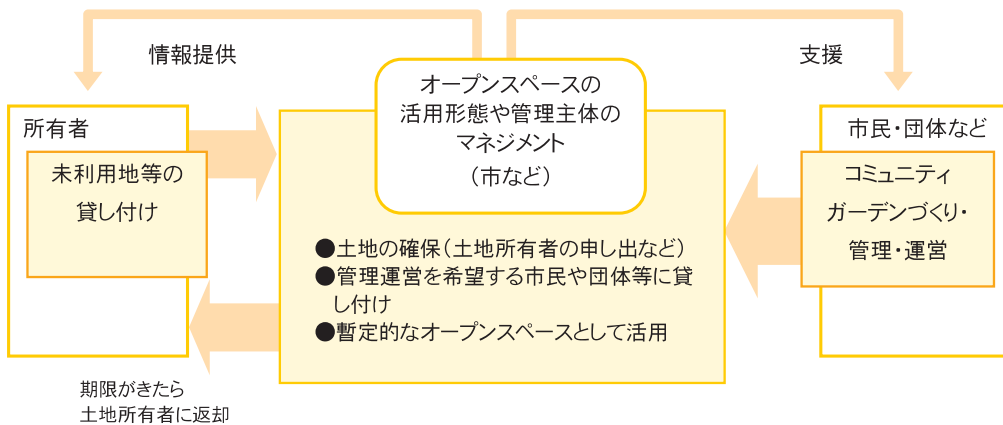 情報提供
支援
オープンスペースの
活用形態や管理主体の
マネジメント
（市など）
所有者
未利用地等の
貸し付け
市民・団体など
コミュニティ
ガーデンづくり・
管理・運営
●土地の確保（土地所有者の申し出など）
●管理運営を希望する市民や団体等に貸
し付け
●暫定的なオープンスペースとして活用
期限がきたら
土地所有者に返却